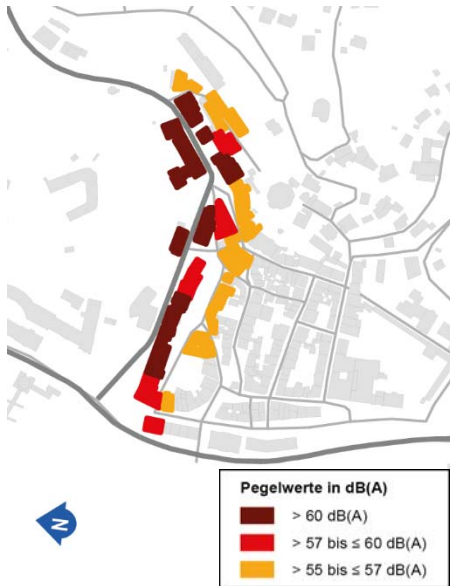 N
Pegelwerte in dB(A)
> 60 dB(A)
> 57 bis ≤ 60 dB(A)
> 55 bis ≤ 57 dB(A)